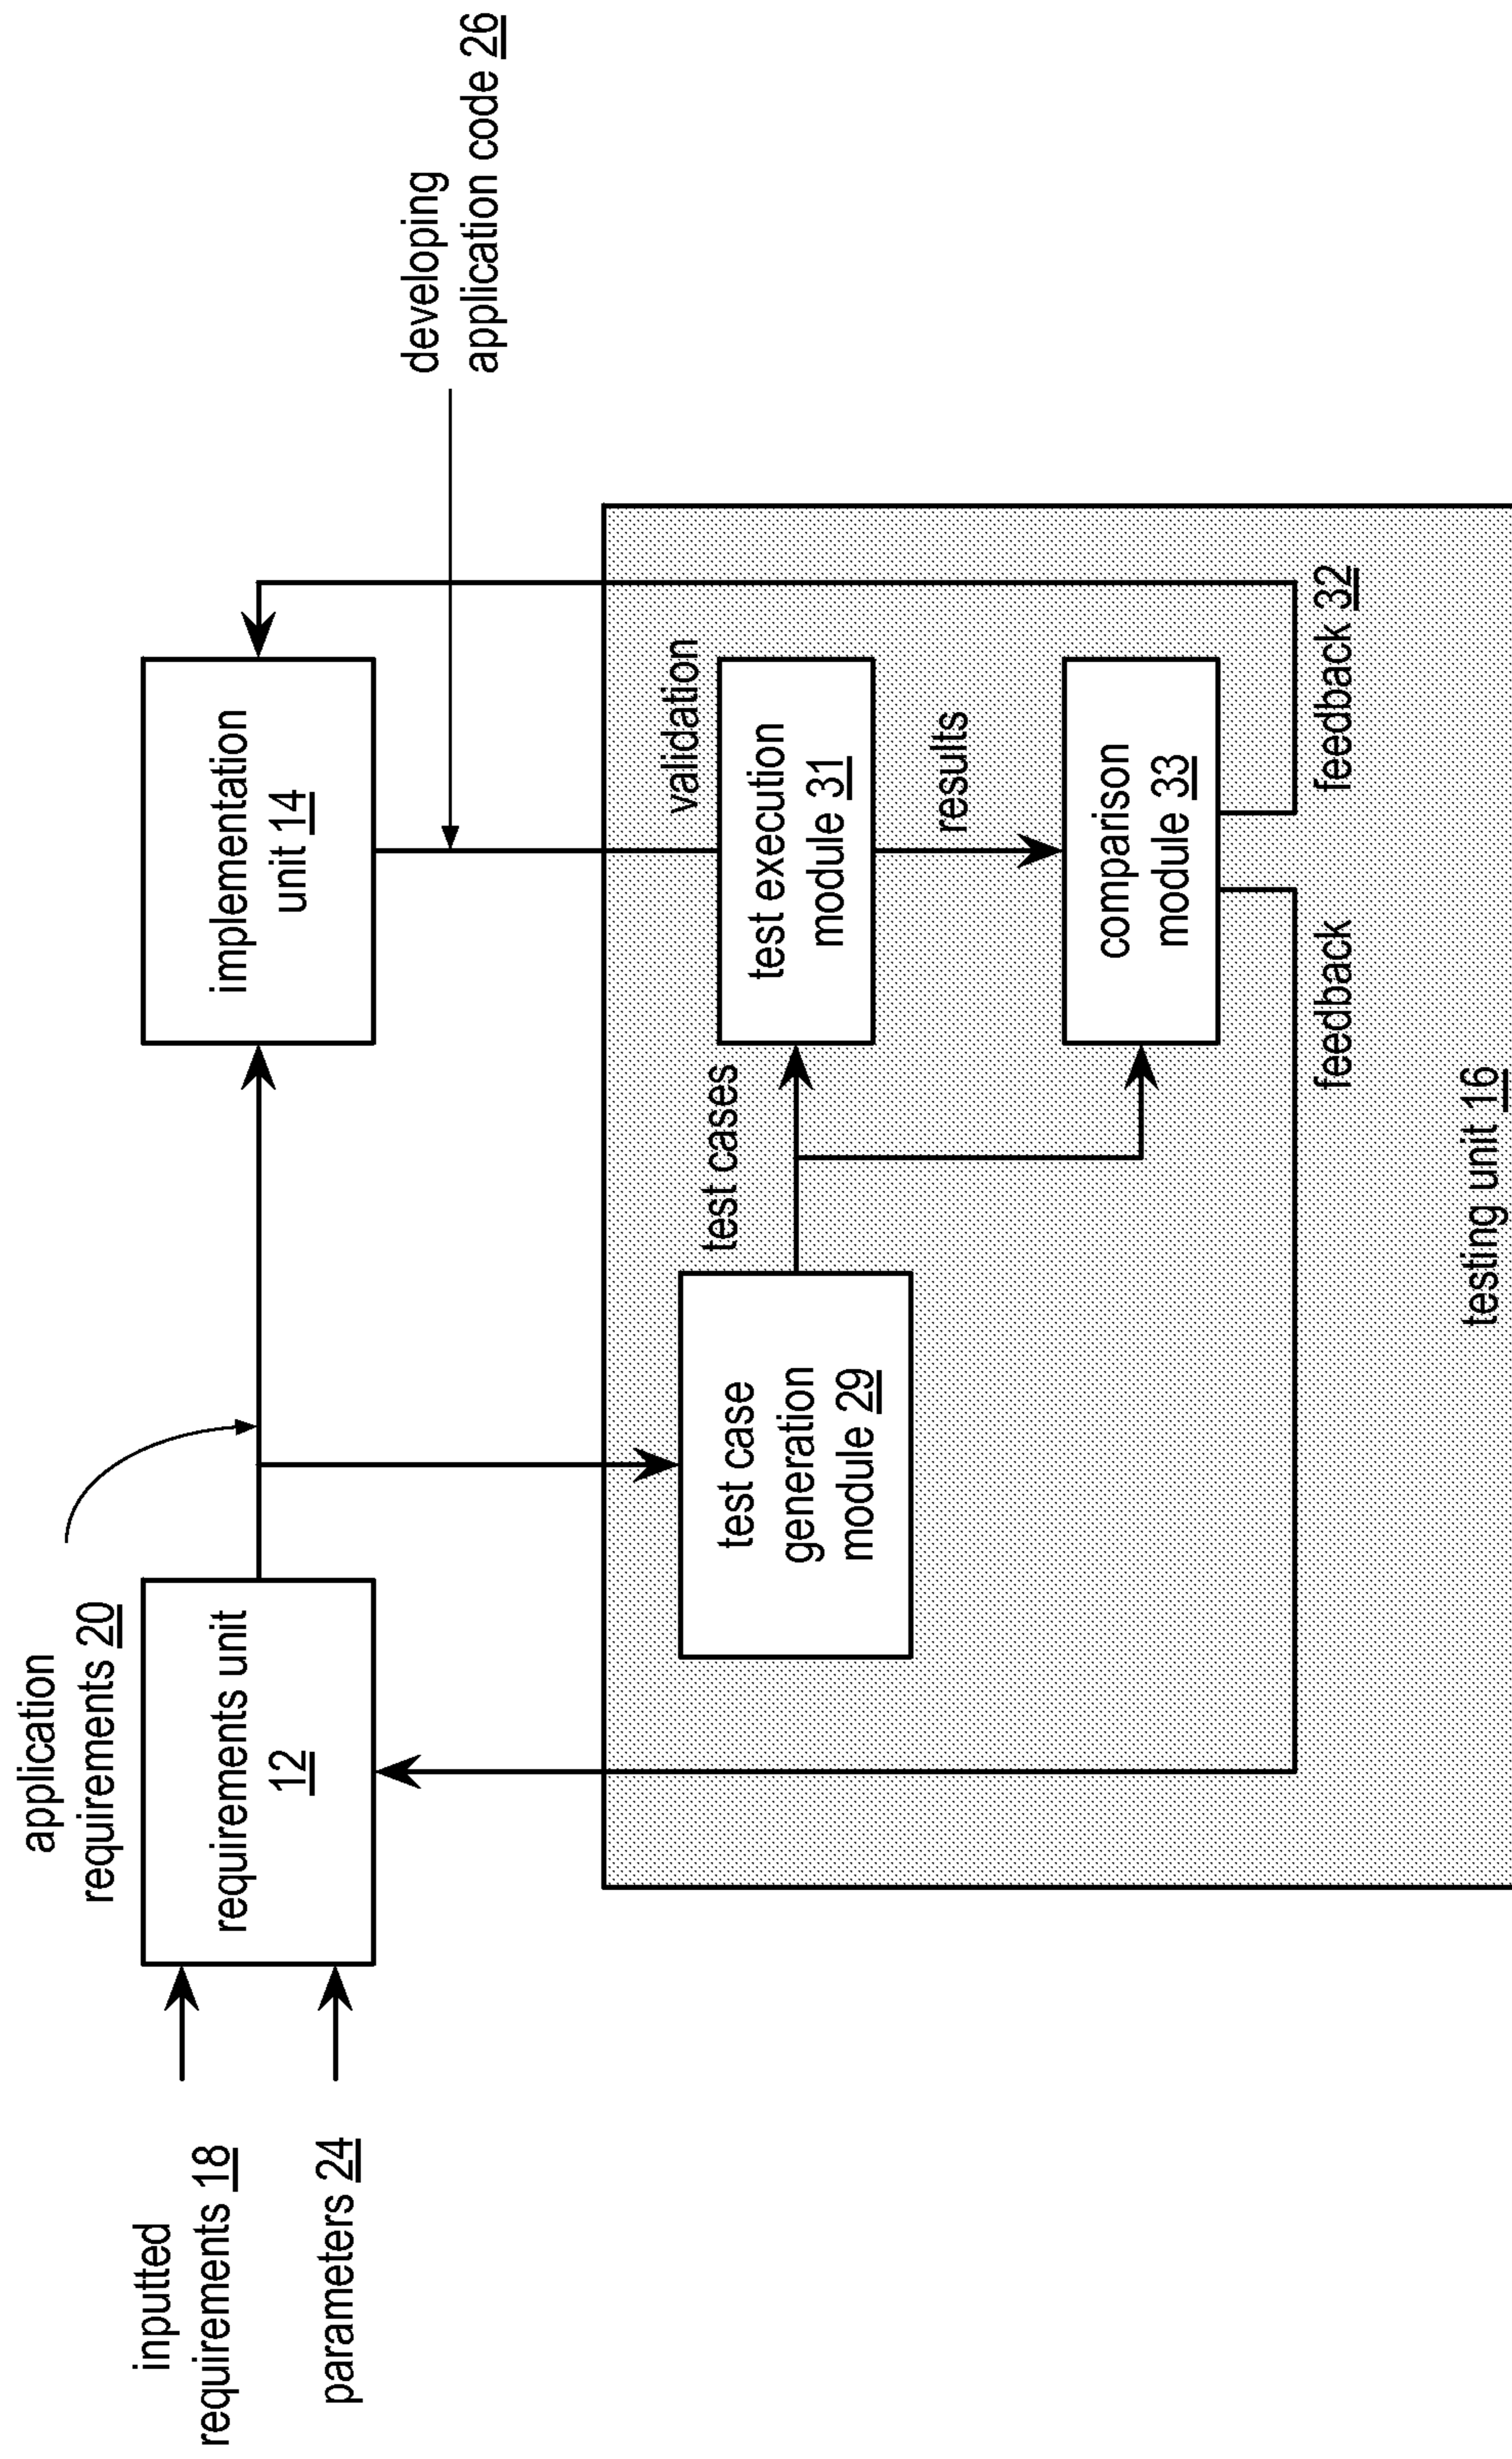 application
requirements 20
inputted
requirements 18
parameters 24
requirements unit
12
implementation
unit 14
developing
application code 26
test case
generation
module 29
test cases
validation
test execution
module 31
results
comparison
module 33
feedback
feedback 32
testing unit 16